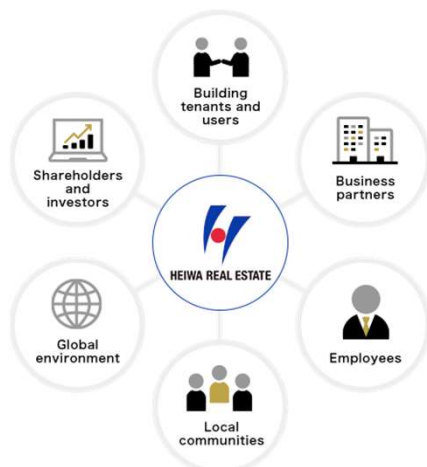 Building
tenants and
users
Shareholders
and
investors
Business
partners
HEIWA REAL ESTATE
Global
environment
Employees
Local
communities